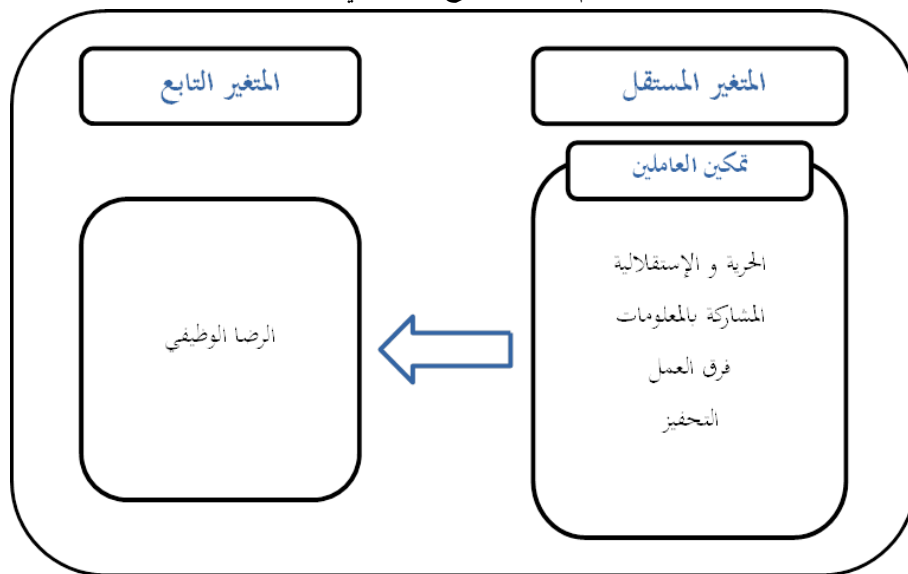 المتغير المستقل
المتغير التابع
تمكين العاملين
الحرية و الإستقلالية
المشاركة بالمعلومات
فرق العمل
التحفيز
الرضا الوظيفي